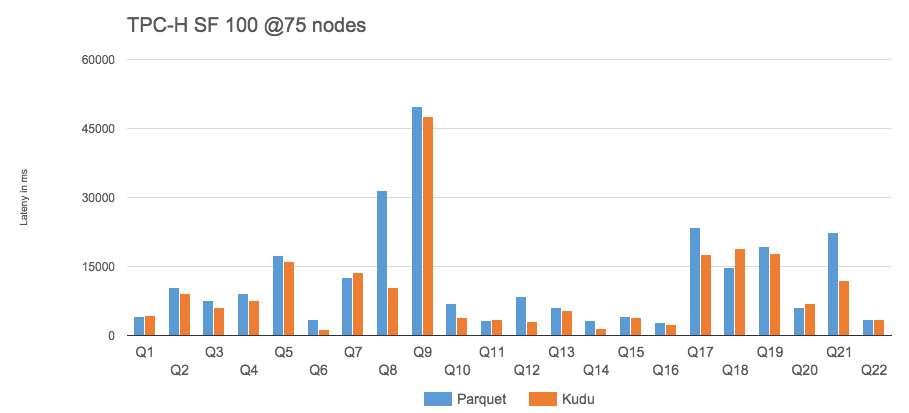 TPC-H SF 100 @75 nodes
60000
45000
30000
15000
0
Lateny in ms
Q1 Q3 Q5 Q7 Q9 Q11 Q13 Q15 Q17 Q19 Q21
Q2 Q4 Q6 Q8 Q10 Q12 Q14 Q16 Q18 Q20 Q22
Parquet Kudu